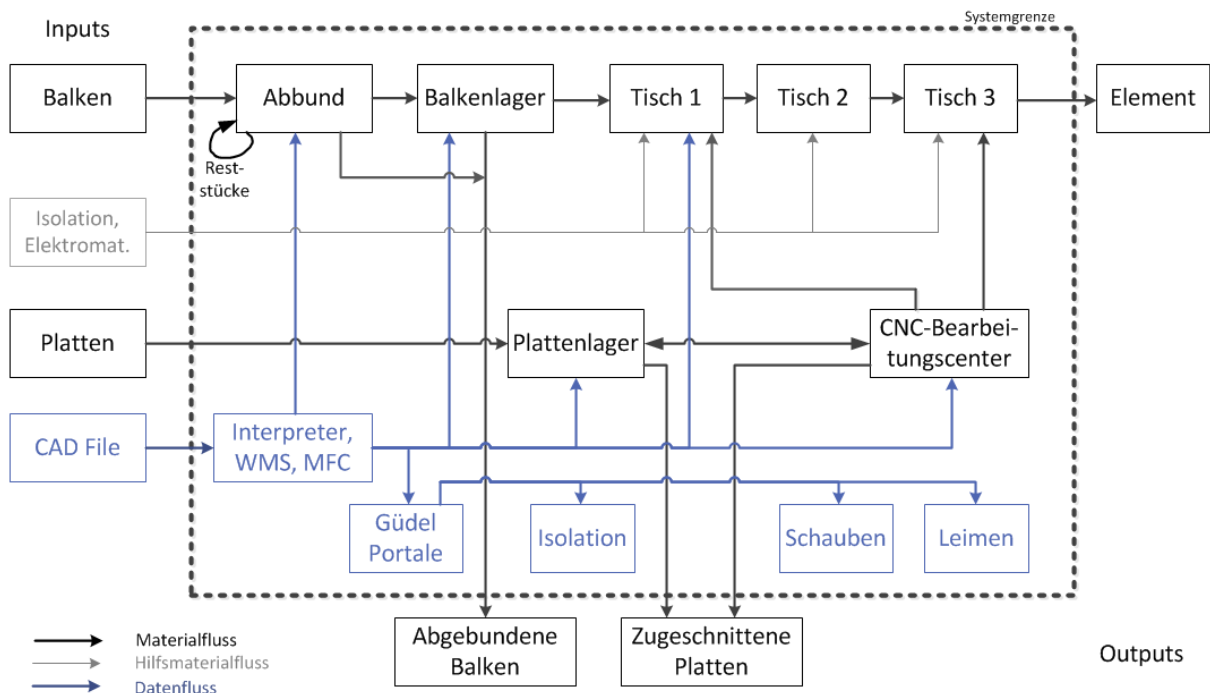 Systemgrenze
Inputs
Balken
Abbund
Balkenlager
Tisch 1
Tisch 2
Tisch 3
Element
Rest-
stücke
Isolation,
Elektromat.
Platten
Plattenlager
CNC-Bearbei-
tungscenter
CAD File
Interpreter,
WMS, MFC
Güdel
Portale
Isolation
Schauben
Leimen
Abgebundene
Balken
Zugeschnittene
Platten
Outputs
Materialfluss
Hilfsmaterialfluss
Datenfluss